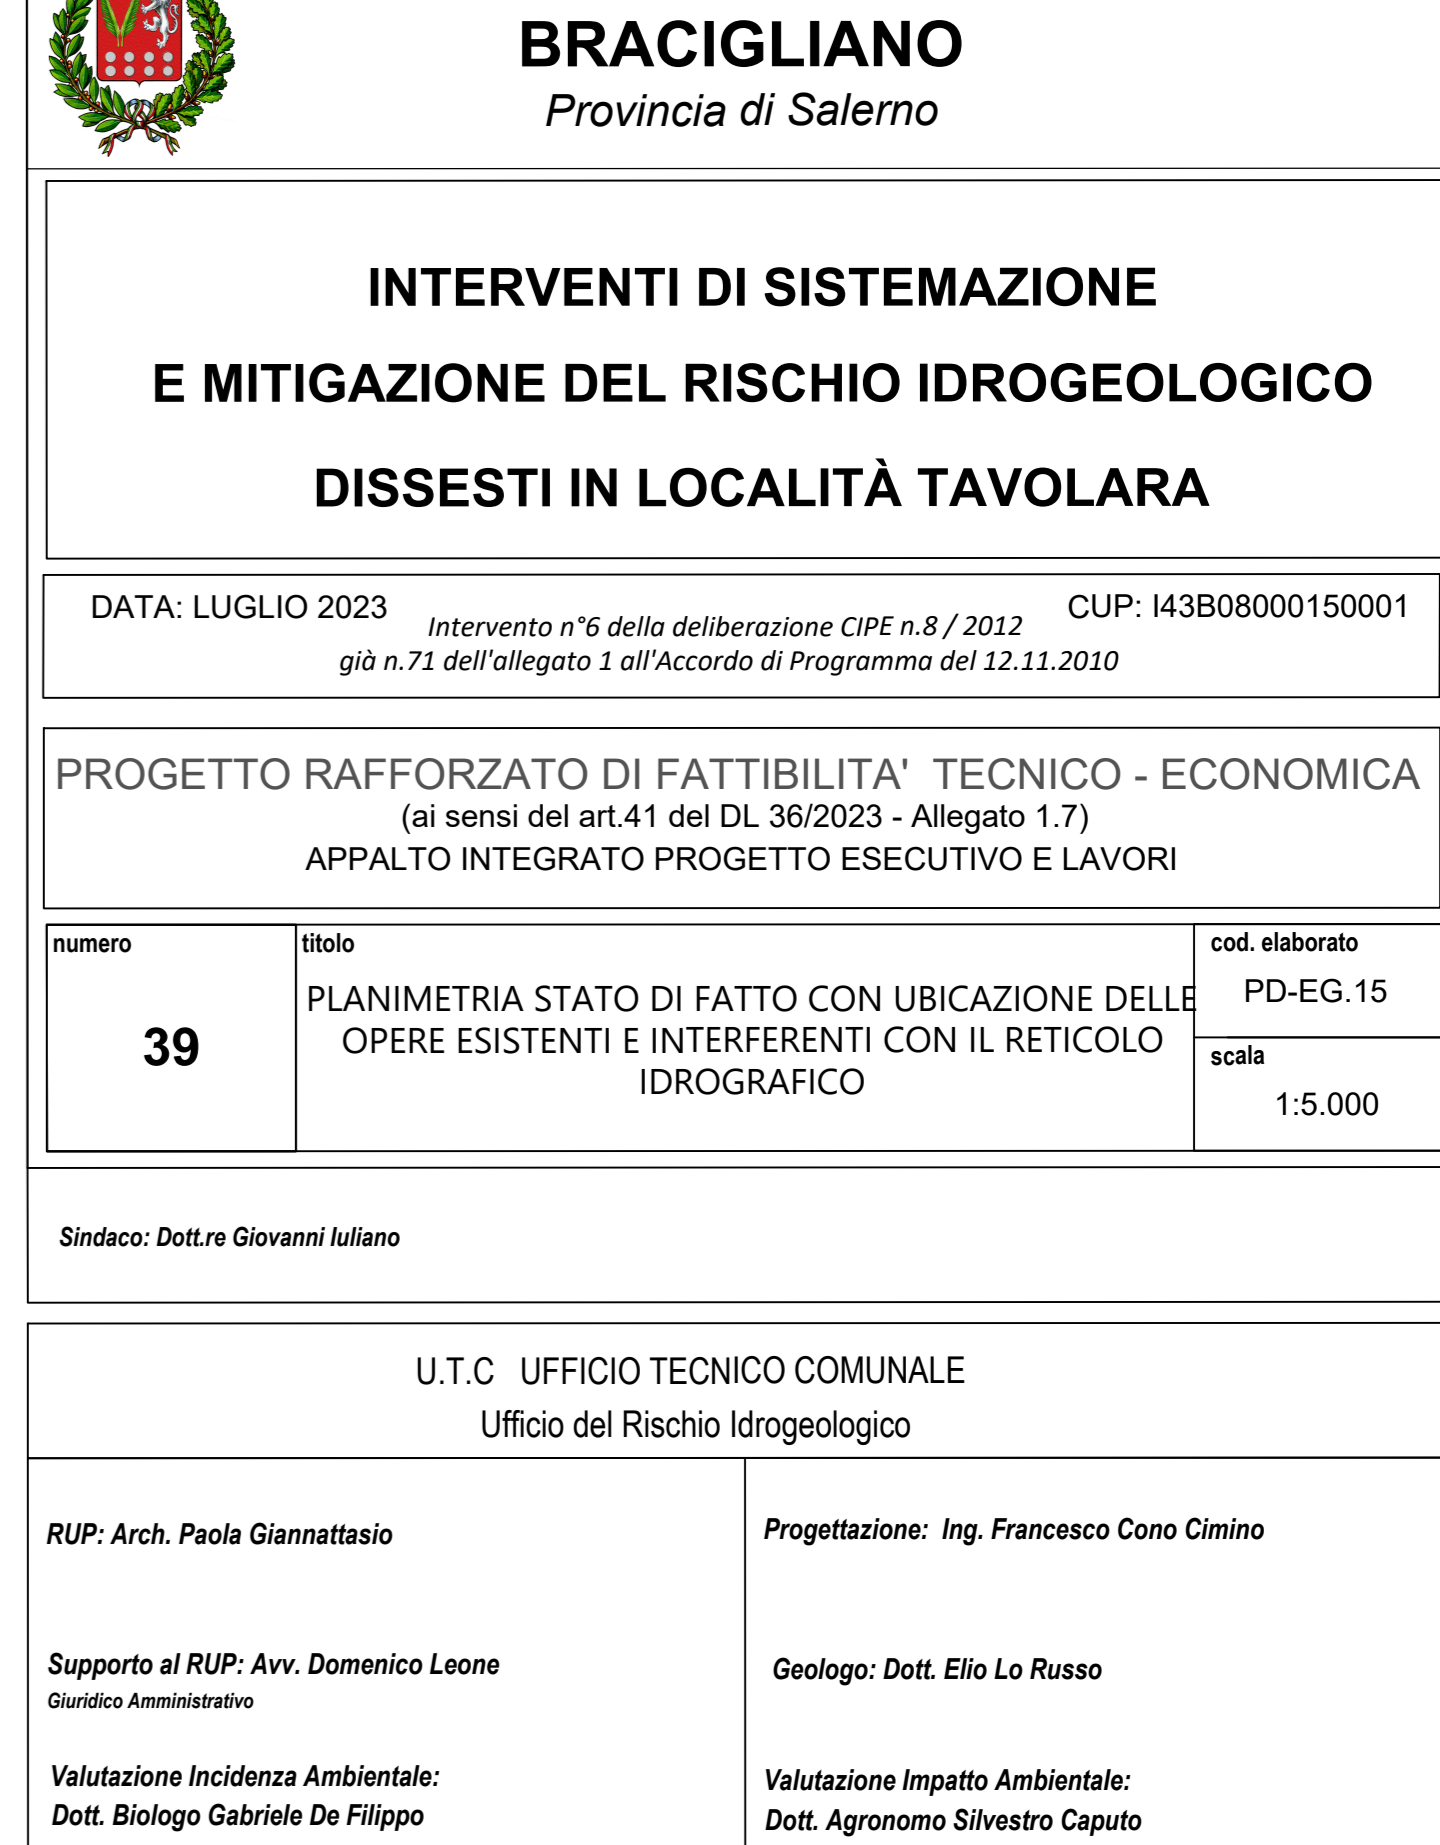 BRACIGLIANO
Provincia di Salerno
INTERVENTI DI SISTEMAZIONE
E MITIGAZIONE DEL RISCHIO IDROGEOLOGICO
DISSESTI IN LOCALITÀ TAVOLARA
DATA: LUGLIO 2023
CUP: I43B08000150001
Intervento n°6 della deliberazione CIPE n.8 / 2012
già n.71 dell'allegato 1 all'Accordo di Programma del 12.11.2010
PROGETTO RAFFORZATO DI FATTIBILITA' TECNICO - ECONOMICA
(ai sensi del art.41 del DL 36/2023 - Allegato 1.7)
APPALTO INTEGRATO PROGETTO ESECUTIVO E LAVORI
numero
39
titolo
PLANIMETRIA STATO DI FATTO CON UBICAZIONE DELLE
OPERE ESISTENTI E INTERFERENTI CON IL RETICOLO
IDROGRAFICO
cod. elaborato
PD-EG.15
scala
1:5.000
Sindaco: Dott.re Giovanni Iuliano
U.T.C UFFICIO TECNICO COMUNALE
Ufficio del Rischio Idrogeologico
RUP: Arch. Paola Giannattasio
Supporto al RUP: Avv. Domenico Leone
Giuridico Amministrativo
Valutazione Incidenza Ambientale:
Dott. Biologo Gabriele De Filippo
Progettazione: Ing. Francesco Cono Cimino
Geologo: Dott. Elio Lo Russo
Valutazione Impatto Ambientale:
Dott. Agronomo Silvestro Caputo